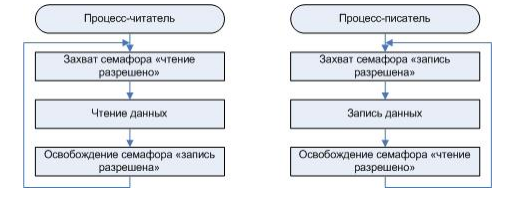 Процесс-читатель
Захват семафора «чтение
разрешено»
Чтение данных
Освобождение семафора «запись
разрешена»
Процесс-писатель
Захват семафора «запись
разрешена»
Запись данных
Освобождение семафора «чтение
разрешено»